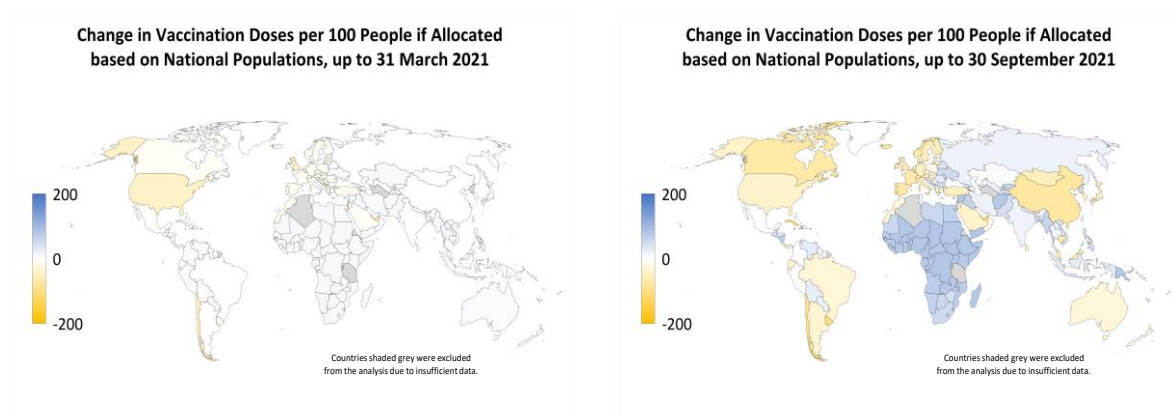 Change in Vaccination Doses per 100 People if Allocated
based on National Populations, up to 31 March 2021
200
0
-200
Countries shaded grey were excluded
from the analysis due to insufficient data.
Change in Vaccination Doses per 100 People if Allocated
based on National Populations, up to 30 September 2021
200
0
-200
Countries shaded grey were excluded
from the analysis due to insufficient data.